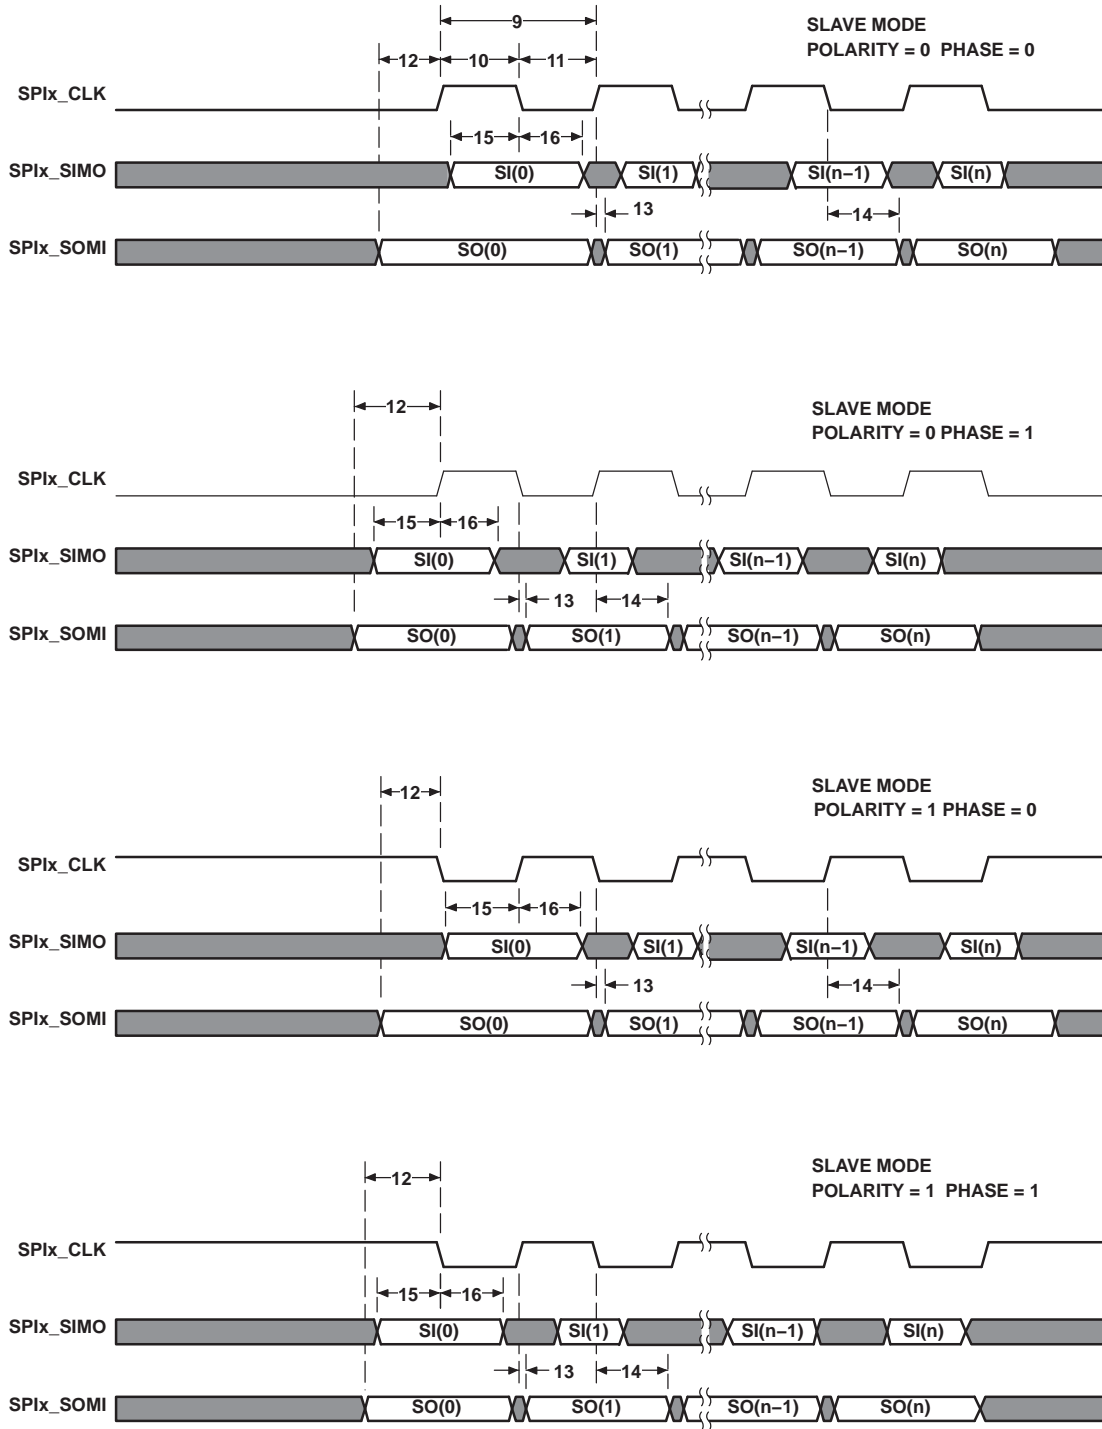 9
SLAVE MODE
POLARITY = 0 PHASE = 0
12 10 11
SPIx_CLK
15 16
SPIx_SIMO SI(0) SI(1) SI(n−1) SI(n)
13 14
SPIx_SOMI SO(0) SO(1) SO(n−1) SO(n)
12
SLAVE MODE
POLARITY = 0 PHASE = 1
SPIx_CLK
15 16
SPIx_SIMO SI(0) SI(1) SI(n−1) SI(n)
13 14
SPIx_SOMI SO(0) SO(1) SO(n−1) SO(n)
12
SLAVE MODE
POLARITY = 1 PHASE = 0
SPIx_CLK
15 16
SPIx_SIMO SI(0) SI(1) SI(n−1) SI(n)
13 14
SPIx_SOMI SO(0) SO(1) SO(n−1) SO(n)
12
SLAVE MODE
POLARITY = 1 PHASE = 1
SPIx_CLK
15 16
SPIx_SIMO SI(0) SI(1) SI(n−1) SI(n)
13 14
SPIx_SOMI SO(0) SO(1) SO(n−1) SO(n)